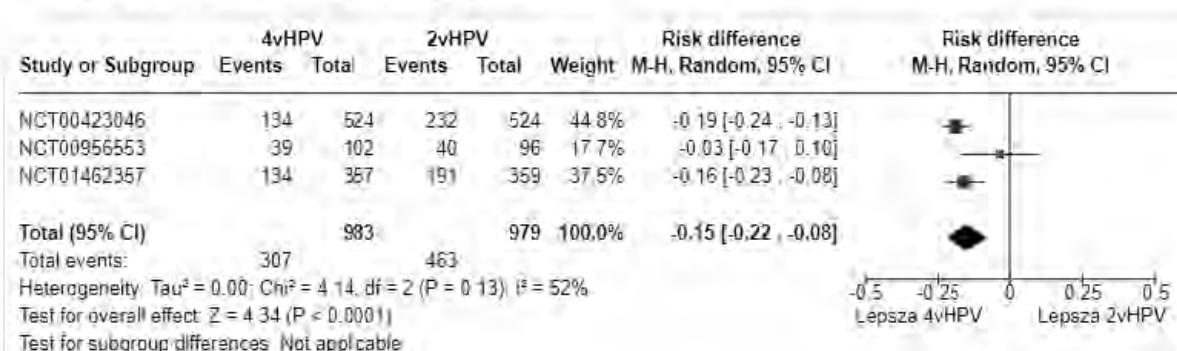 4vHPV 2vHPV Risk difference Risk difference
Study or Subgroup Events Total Events Total Weight M-H, Random, 95% CI M-H, Random, 95% CI
NCT00423046 134 524 232 524 44.8% -0.19 [-0.24 , -0.13]
NCT00956553 39 102 40 96 17.7% -0.03 [-0.17 , 0.10]
NCT01462357 134 357 191 359 37.5% -0.16 [-0.23 , -0.08]
Total (95% CI) 983 979 100.0% -0.15 [-0.22 , -0.08]
Total events: 307 463
Heterogeneity: Tau² = 0.00; Chi² = 4.14, df = 2 (P = 0.13); I² = 52%
Test for overall effect: Z = 4.34 (P < 0.0001)
Test for subgroup differences: Not applicable
-0.5 -0.25 0 0.25 0.5
Lepsza 4vHPV Lepsza 2vHPV